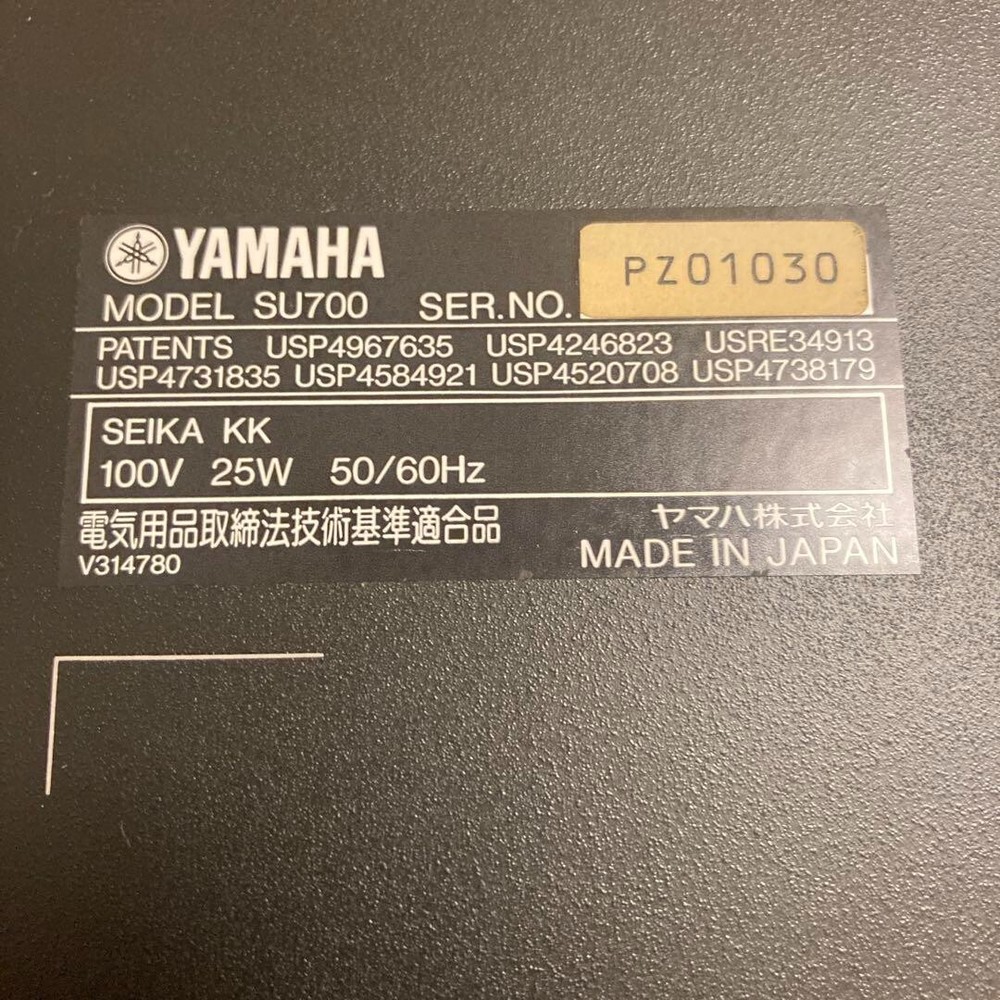 YAMAHA
MODEL SU700 SER.NO. PZ01030
PATENTS USP4967635 USP4246823 USRE34913
USP4731835 USP4584921 USP4520708 USP4738179
SEIKA KK
100V 25W 50/60Hz
電気用品取締法技術基準適合品 ヤマハ株式会社
V314780 MADE IN JAPAN